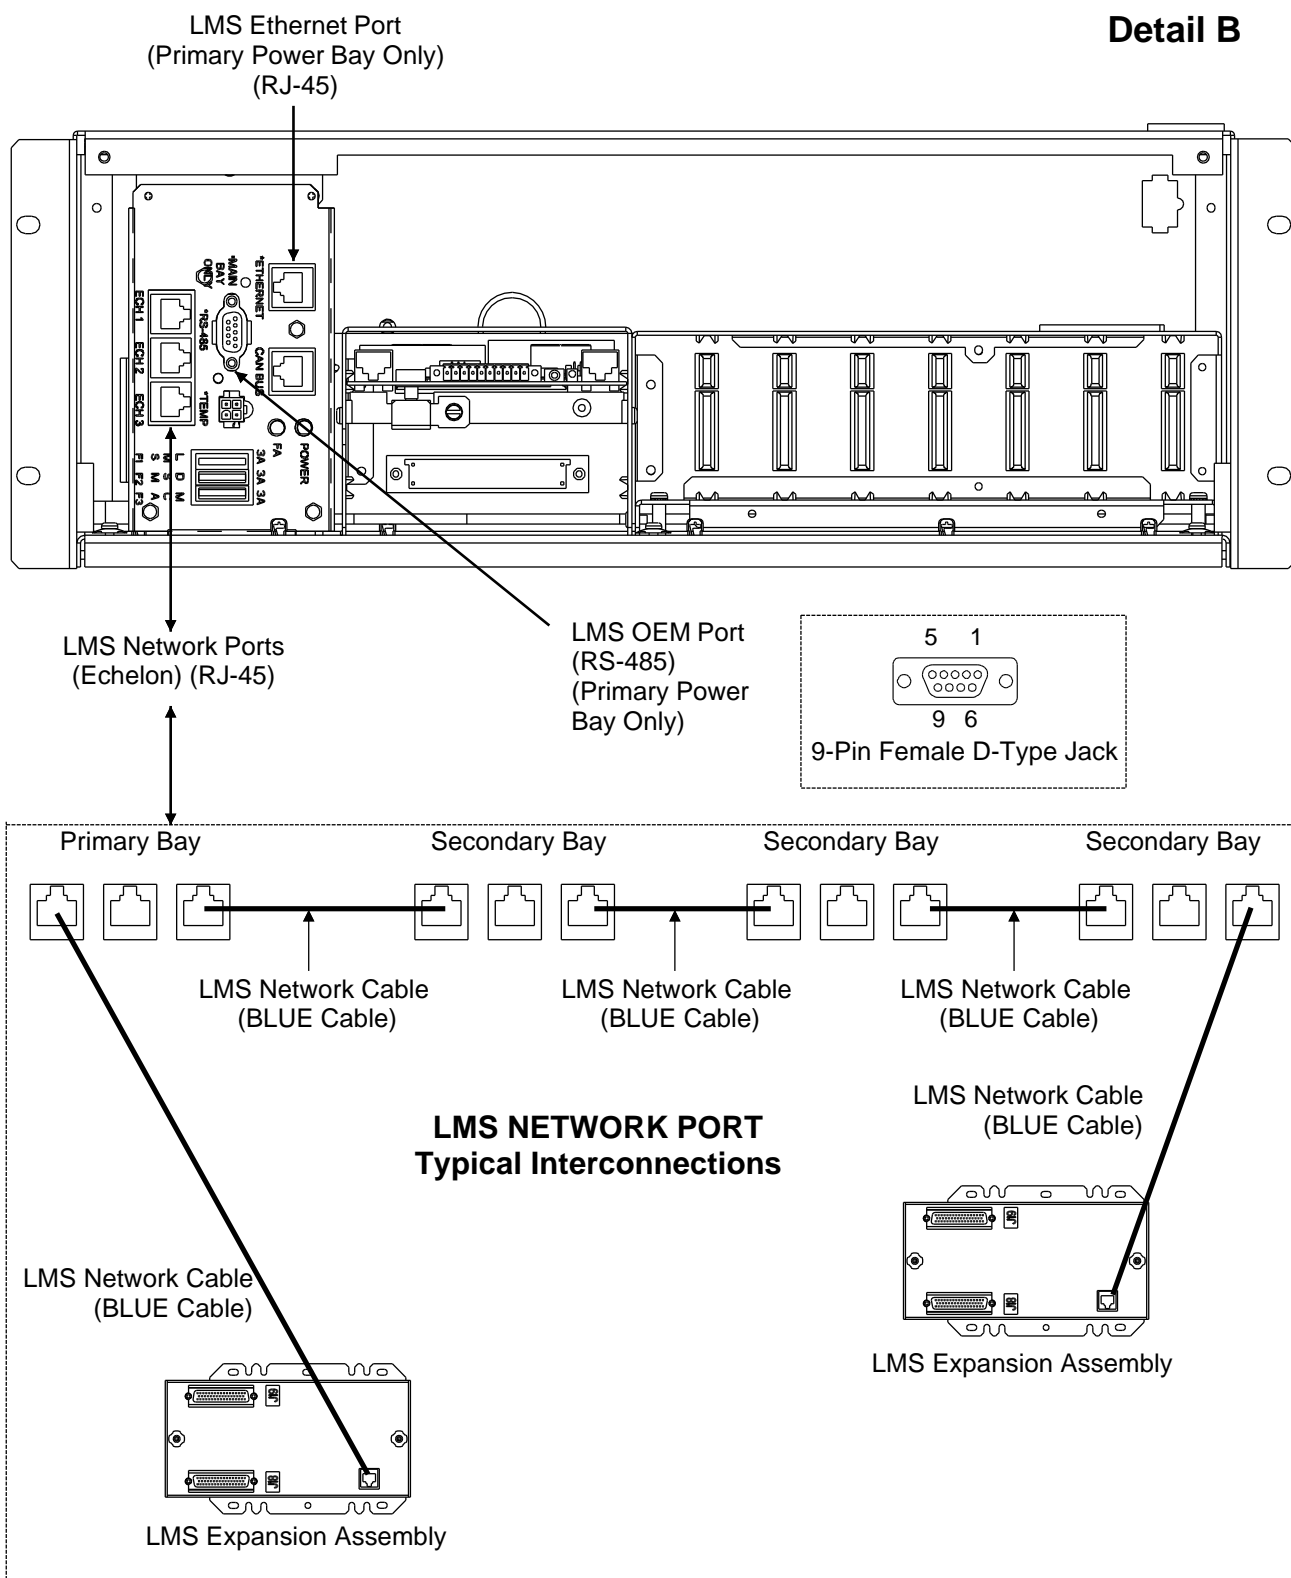 LMS Ethernet Port
(Primary Power Bay Only)
(RJ-45)
Detail B
*MAIN
BAY
ONLY
*ETHERNET
ECH 1
*RS-485
ECH 2
CAN BUS
ECH 3
*TEMP
FA
POWER
L D M
M S C
S M A
F1 F2 F3
3A 3A 3A
LMS Network Ports
(Echelon) (RJ-45)
LMS OEM Port
(RS-485)
(Primary Power
Bay Only)
5 1
9 6
9-Pin Female D-Type Jack
Primary Bay
Secondary Bay
Secondary Bay
Secondary Bay
LMS Network Cable
(BLUE Cable)
LMS Network Cable
(BLUE Cable)
LMS Network Cable
(BLUE Cable)
LMS Network Cable
(BLUE Cable)
LMS NETWORK PORT
Typical Interconnections
LMS Network Cable
(BLUE Cable)
LMS Expansion Assembly
LMS Expansion Assembly